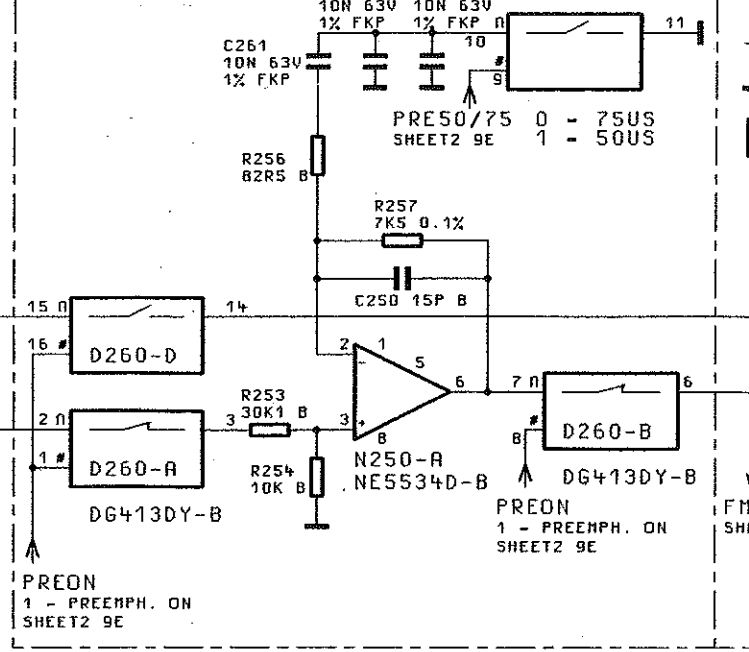 10N 63V 10N 63V
1% FKP 1% FKP
n
10
11
C261
10N 63V
1% FKP
#
9
PRE50/75 0 - 75US
SHEET2 9E 1 - 50US
R256
82R5 B
R257
7K5 0.1%
C250 15P B
15 n
14
16 #
D260-D
2 1
5
6
7 n
6
R253
30K1 B
2 n
3
3
+
8
1 #
D260-A
R254
10K B
#
8
D260-B
N250-A
NE5534D-B
DG413DY-B
DG413DY-B
PREON
1 - PREEMPH. ON
SHEET2 9E
FM
SH
PREON
1 - PREEMPH. ON
SHEET2 9E